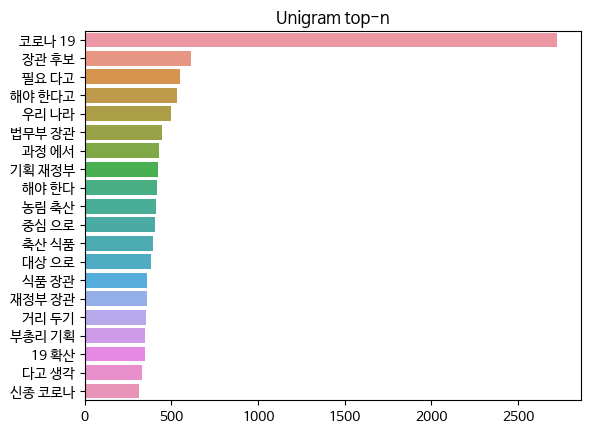 Unigram top-n
코로나 19
장관 후보
필요 다고
해야 한다고
우리 나라
법무부 장관
과정 에서
기획 재정부
해야 한다
농림 축산
중심 으로
축산 식품
대상 으로
식품 장관
재정부 장관
거리 두기
부총리 기획
19 확산
다고 생각
신종 코로나
0 500 1000 1500 2000 2500